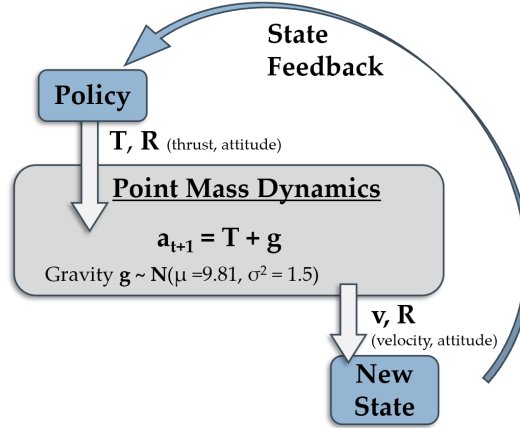 State
Feedback
Policy
T, R (thrust, attitude)
Point Mass Dynamics
aₜ₊₁ = T + g
Gravity g ~ N(μ =9.81, σ² = 1.5)
v, R
(velocity, attitude)
New
State